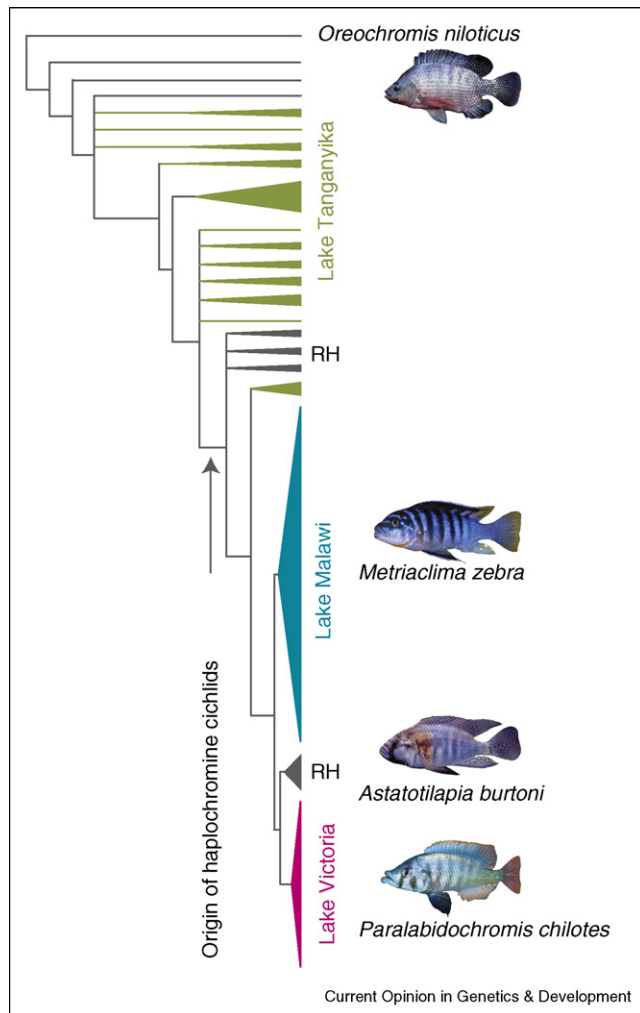 Oreochromis niloticus
Lake Tanganyika
RH
Lake Malawi
Metriaclima zebra
Origin of haplochromine cichlids
RH
Astatotilapia burtoni
Lake Victoria
Paralabidochromis chilotes
Current Opinion in Genetics & Development